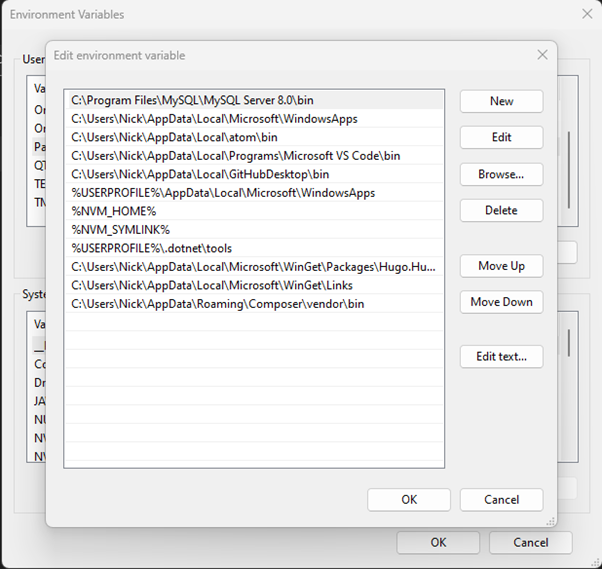 Environment Variables
Edit environment variable
User
Va
C:\Program Files\MySQL\MySQL Server 8.0\bin
New
C:\Users\Nick\AppData\Local\Microsoft\WindowsApps
Or
C:\Users\Nick\AppData\Local\atom\bin
Edit
Or
Pa
C:\Users\Nick\AppData\Local\Programs\Microsoft VS Code\bin
QT
C:\Users\Nick\AppData\Local\GitHubDesktop\bin
Browse...
TE
%USERPROFILE%\AppData\Local\Microsoft\WindowsApps
%NVM_HOME%
Delete
%NVM_SYMLINK%
%USERPROFILE%\.dotnet\tools
C:\Users\Nick\AppData\Local\Microsoft\WinGet\Packages\Hugo.Hu...
Move Up
C:\Users\Nick\AppData\Local\Microsoft\WinGet\Links
Syste
C:\Users\Nick\AppData\Roaming\Composer\vendor\bin
Move Down
Va
Edit text...
Co
Dr
JA
NU
NV
NV
OK
Cancel
OK
Cancel